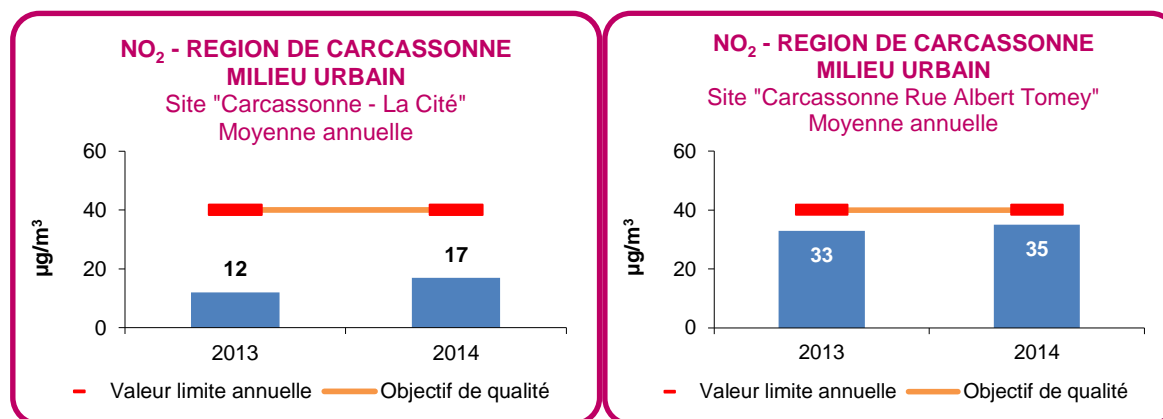 NO₂ - REGION DE CARCASSONNE
MILIEU URBAIN
Site "Carcassonne - La Cité"
Moyenne annuelle
60
40
20
0
µg/m³
12
17
2013
2014
Valeur limite annuelle
Objectif de qualité
NO₂ - REGION DE CARCASSONNE
MILIEU URBAIN
Site "Carcassonne Rue Albert Tomey"
Moyenne annuelle
60
40
20
0
µg/m³
33
35
2013
2014
Valeur limite annuelle
Objectif de qualité